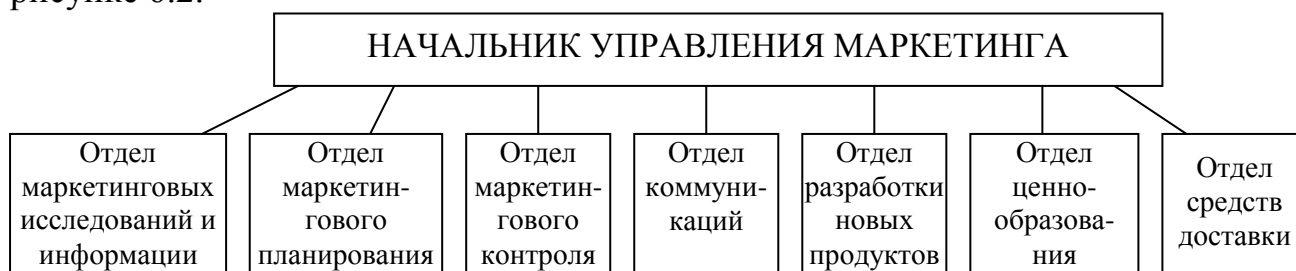 рисунке 6.2.
НАЧАЛЬНИК УПРАВЛЕНИЯ МАРКЕТИНГА
Отдел
маркетинговых
исследований и
информации
Отдел
маркетин-
гового
планирования
Отдел
маркетин-
гового
контроля
Отдел
коммуни-
каций
Отдел
разработки
новых
продуктов
Отдел
ценно-
образова-
ния
Отдел
средств
доставки